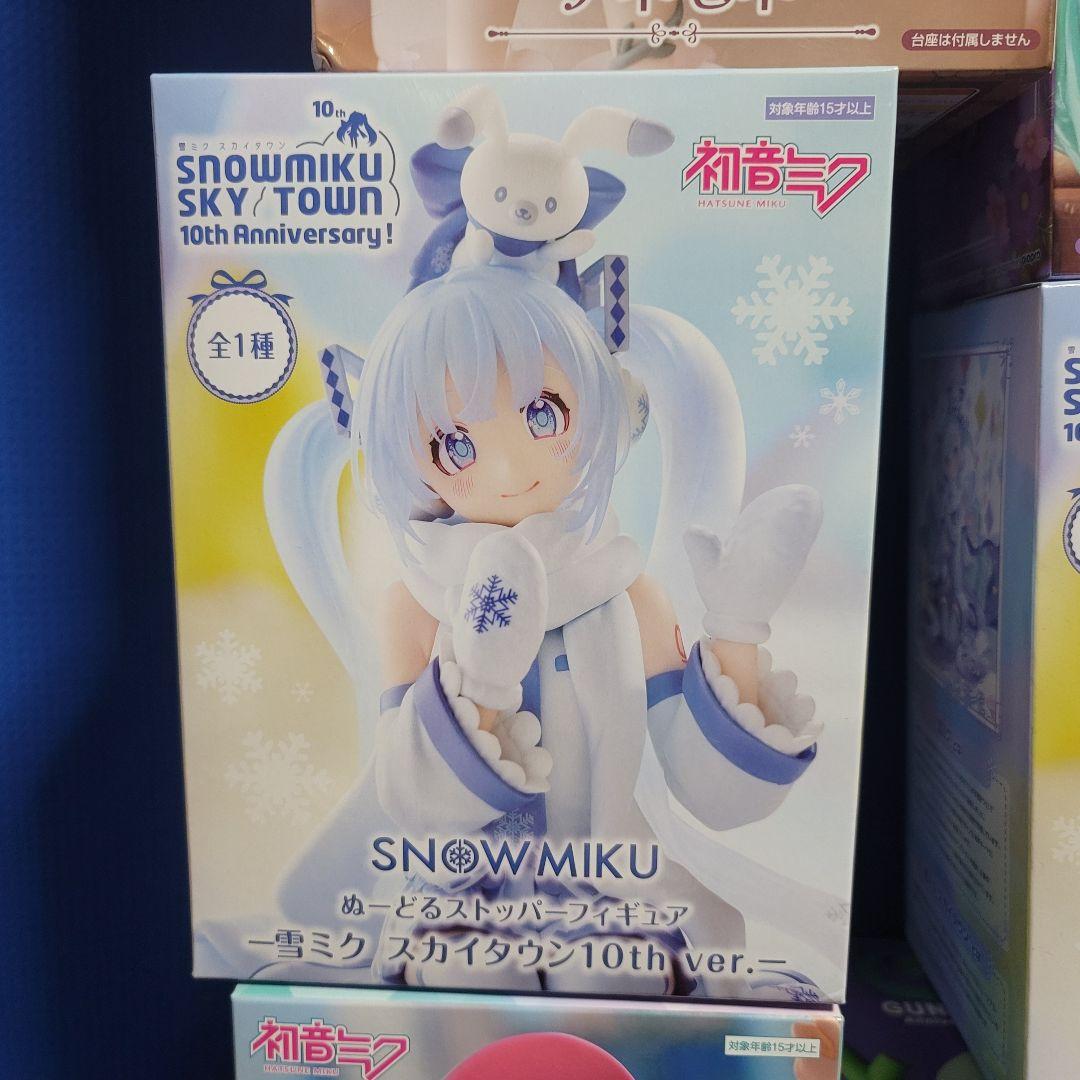 台座は付属しません
10th
雪ミク スカイタウン
SNOWMIKU
SKY TOWN
10th Anniversary!
対象年齢15才以上
初音ミク
HATSUNE MIKU
全1種
SNOW MIKU
ぬーどるストッパーフィギュア
—雪ミク スカイタウン10th ver.—
初音ミク
HATSUNE MIKU
対象年齢15才以上
GUN